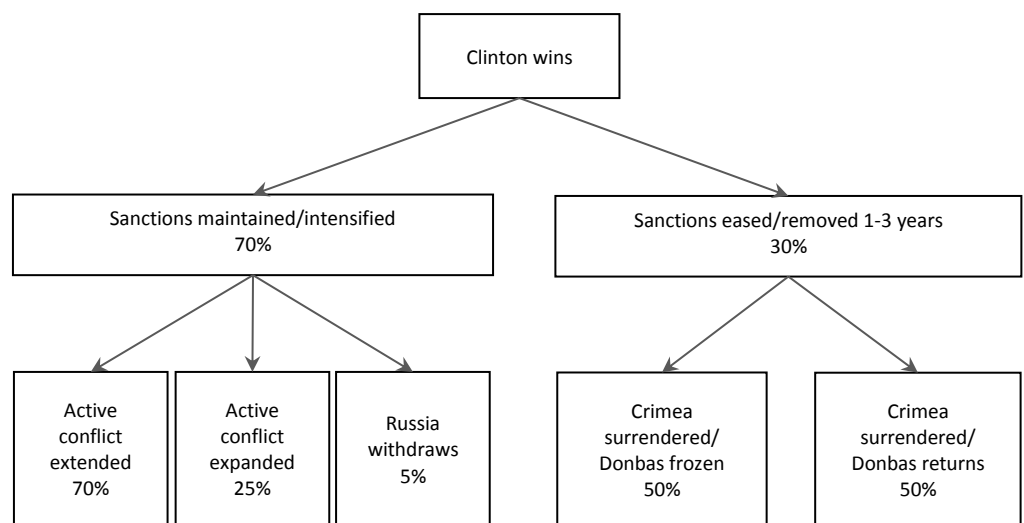 Clinton wins
Sanctions maintained/intensified
70%
Sanctions eased/removed 1-3 years
30%
Active
conflict
extended
70%
Active
conflict
expanded
25%
Russia
withdraws
5%
Crimea
surrendered/
Donbas frozen
50%
Crimea
surrendered/
Donbas returns
50%